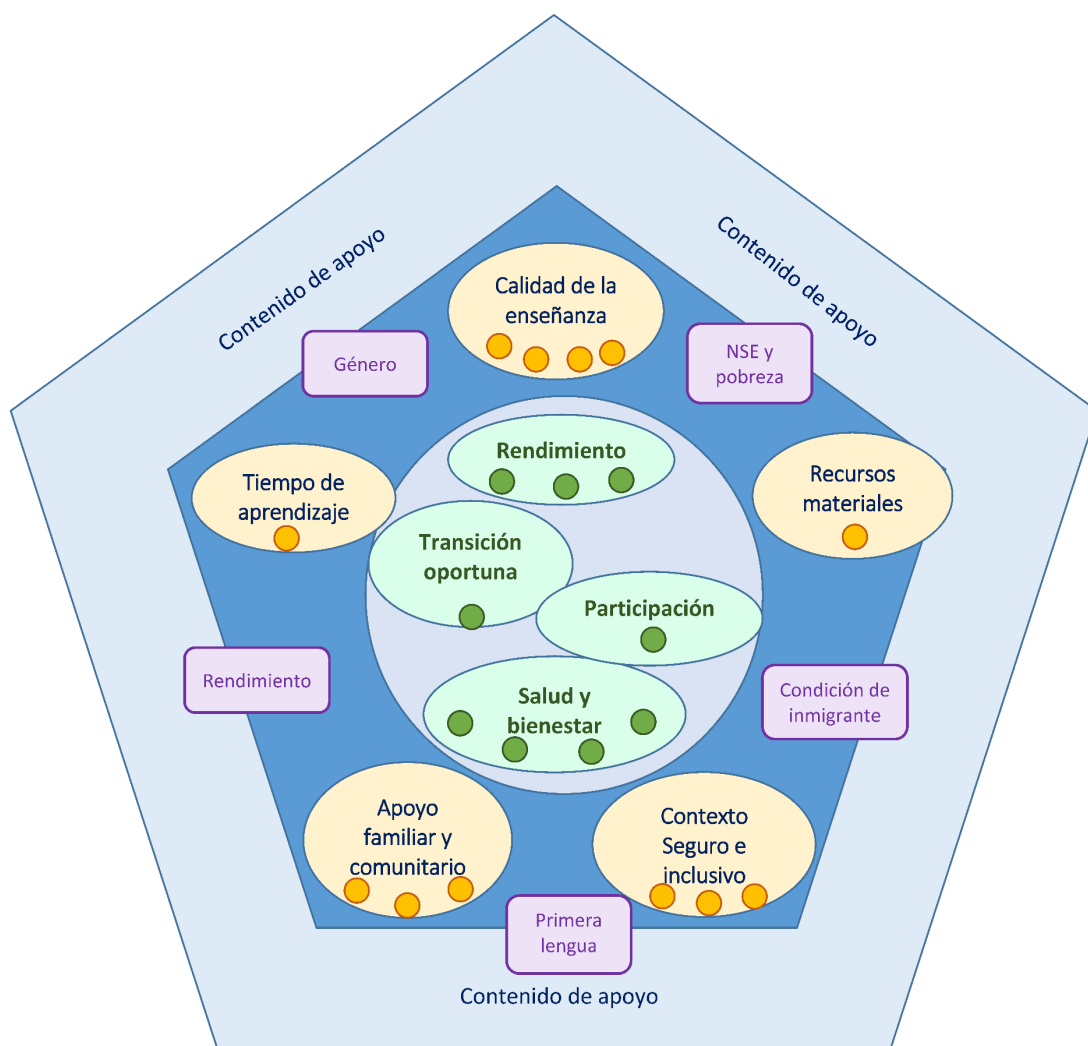 Contenido de apoyo
Contenido de apoyo
Calidad de la
enseñanza
Género
NSE y
pobreza
Rendimiento
Tiempo de
aprendizaje
Recursos
materiales
Transición
oportuna
Participación
Rendimiento
Condición de
inmigrante
Salud y
bienestar
Apoyo
familiar y
comunitario
Contexto
Seguro e
inclusivo
Primera
lengua
Contenido de apoyo